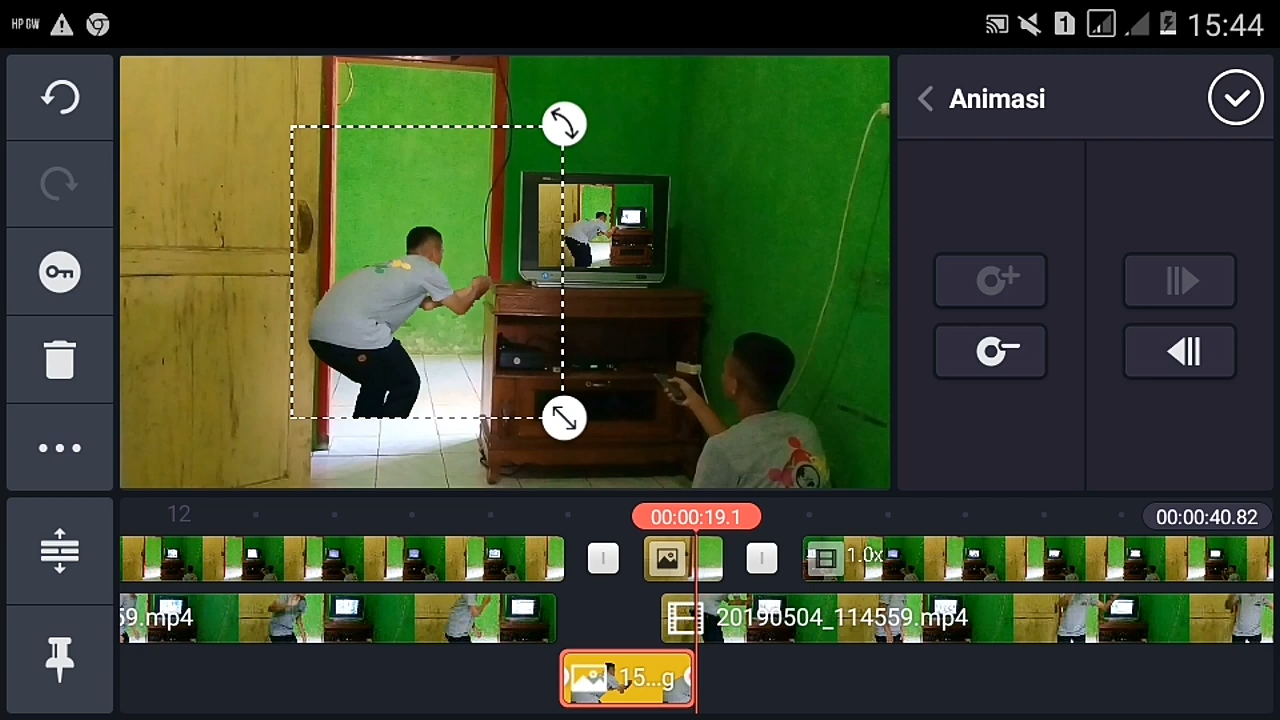 HP GW
1
15:44
Animasi
12
00:00:19.1
00:00:40.82
1.0x
59.mp4
20190504_114559.mp4
15...g